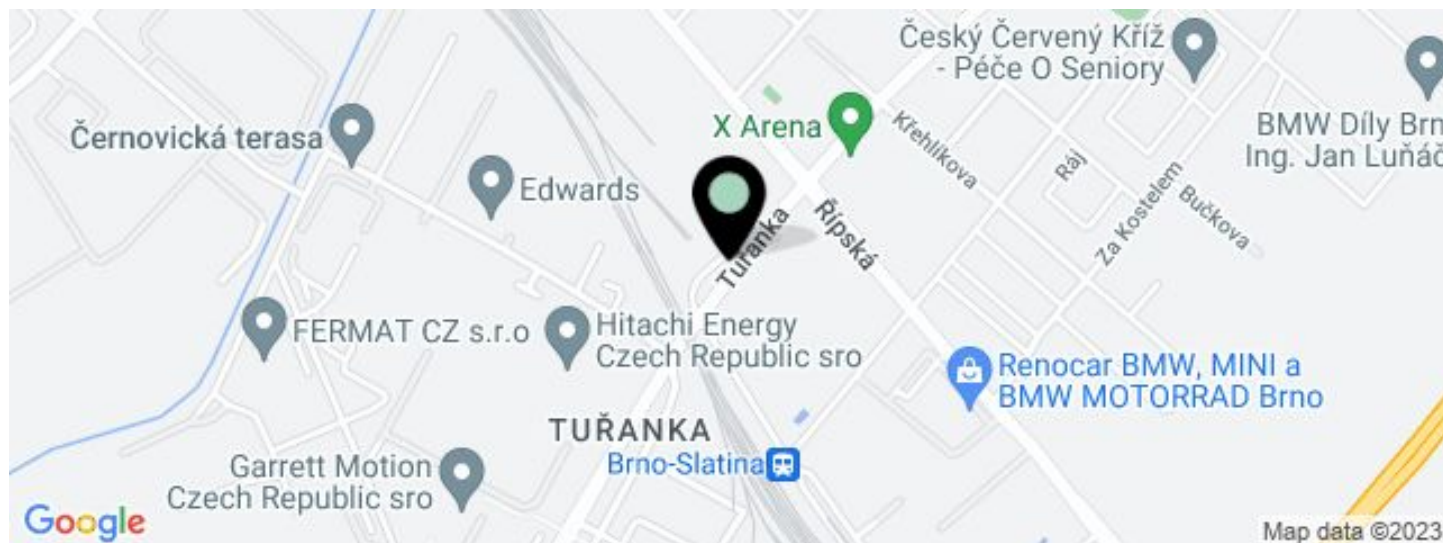 Český Červený Kříž
- Péče O Seniory
X Arena
Křehlíkova
BMW Díly Brn
Ing. Jan Luňáč
Černovická terasa
Edwards
Ráj
Za Kostelem
Bučkova
Tuřanka
Řípská
FERMAT CZ s.r.o
Hitachi Energy
Czech Republic sro
Renocar BMW, MINI a
BMW MOTORRAD Brno
TUŘANKA
Brno-Slatina
Garrett Motion
Czech Republic sro
Google
Map data ©2023